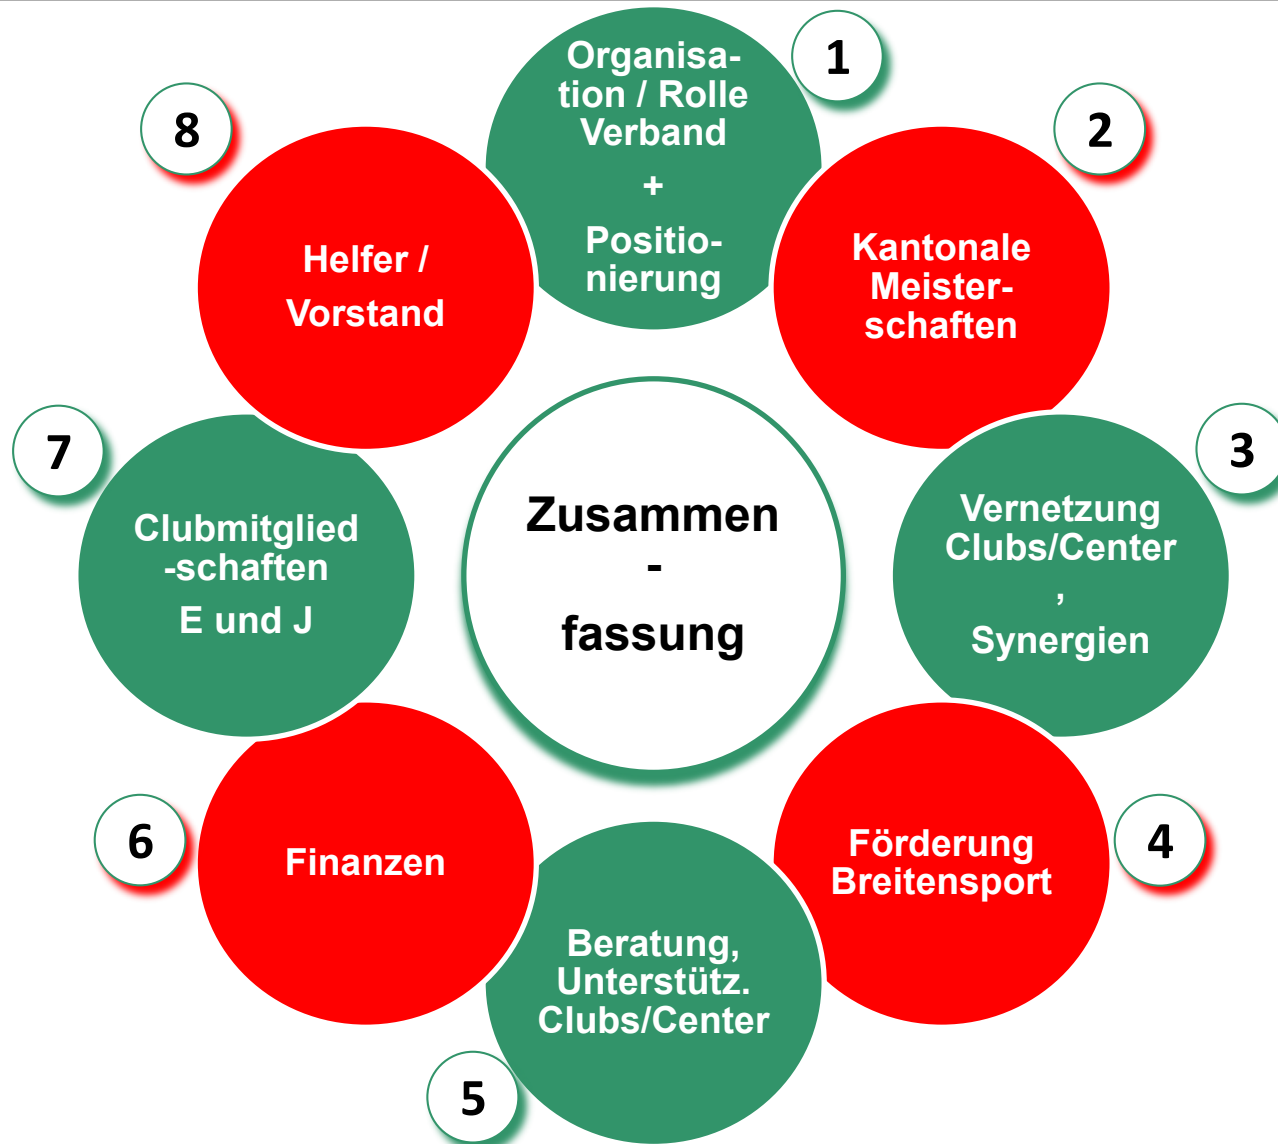 1
Organisa-
tion / Rolle
Verband
+
Positio-
nierung
2
Kantonale
Meister-
schaften
3
Vernetzung
Clubs/Center
,
Synergien
4
Förderung
Breitensport
5
Beratung,
Unterstütz.
Clubs/Center
6
Finanzen
7
Clubmitglied
-schaften
E und J
8
Helfer /
Vorstand
Zusammen
-
fassung